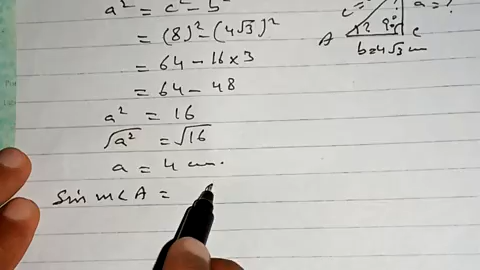 a² = c² - b²
= (8)² - (4√3)²
= 64 - 16 × 3
= 64 - 48
a² = 16
√a² = √16
a = 4 cm.
Sin m∠A =
a = ?
A
?
90°
C
b = 4√3 cm